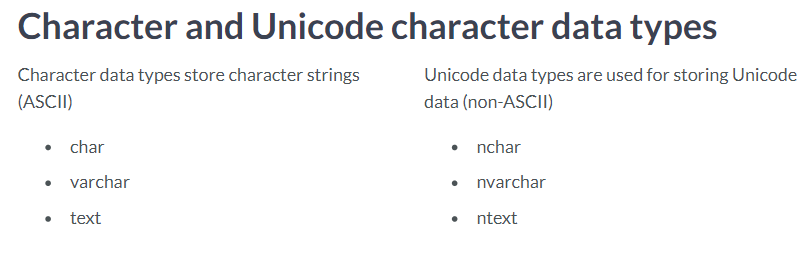 Character and Unicode character data types
Character data types store character strings
(ASCII)
• char
• varchar
• text
Unicode data types are used for storing Unicode
data (non-ASCII)
• nchar
• nvarchar
• ntext